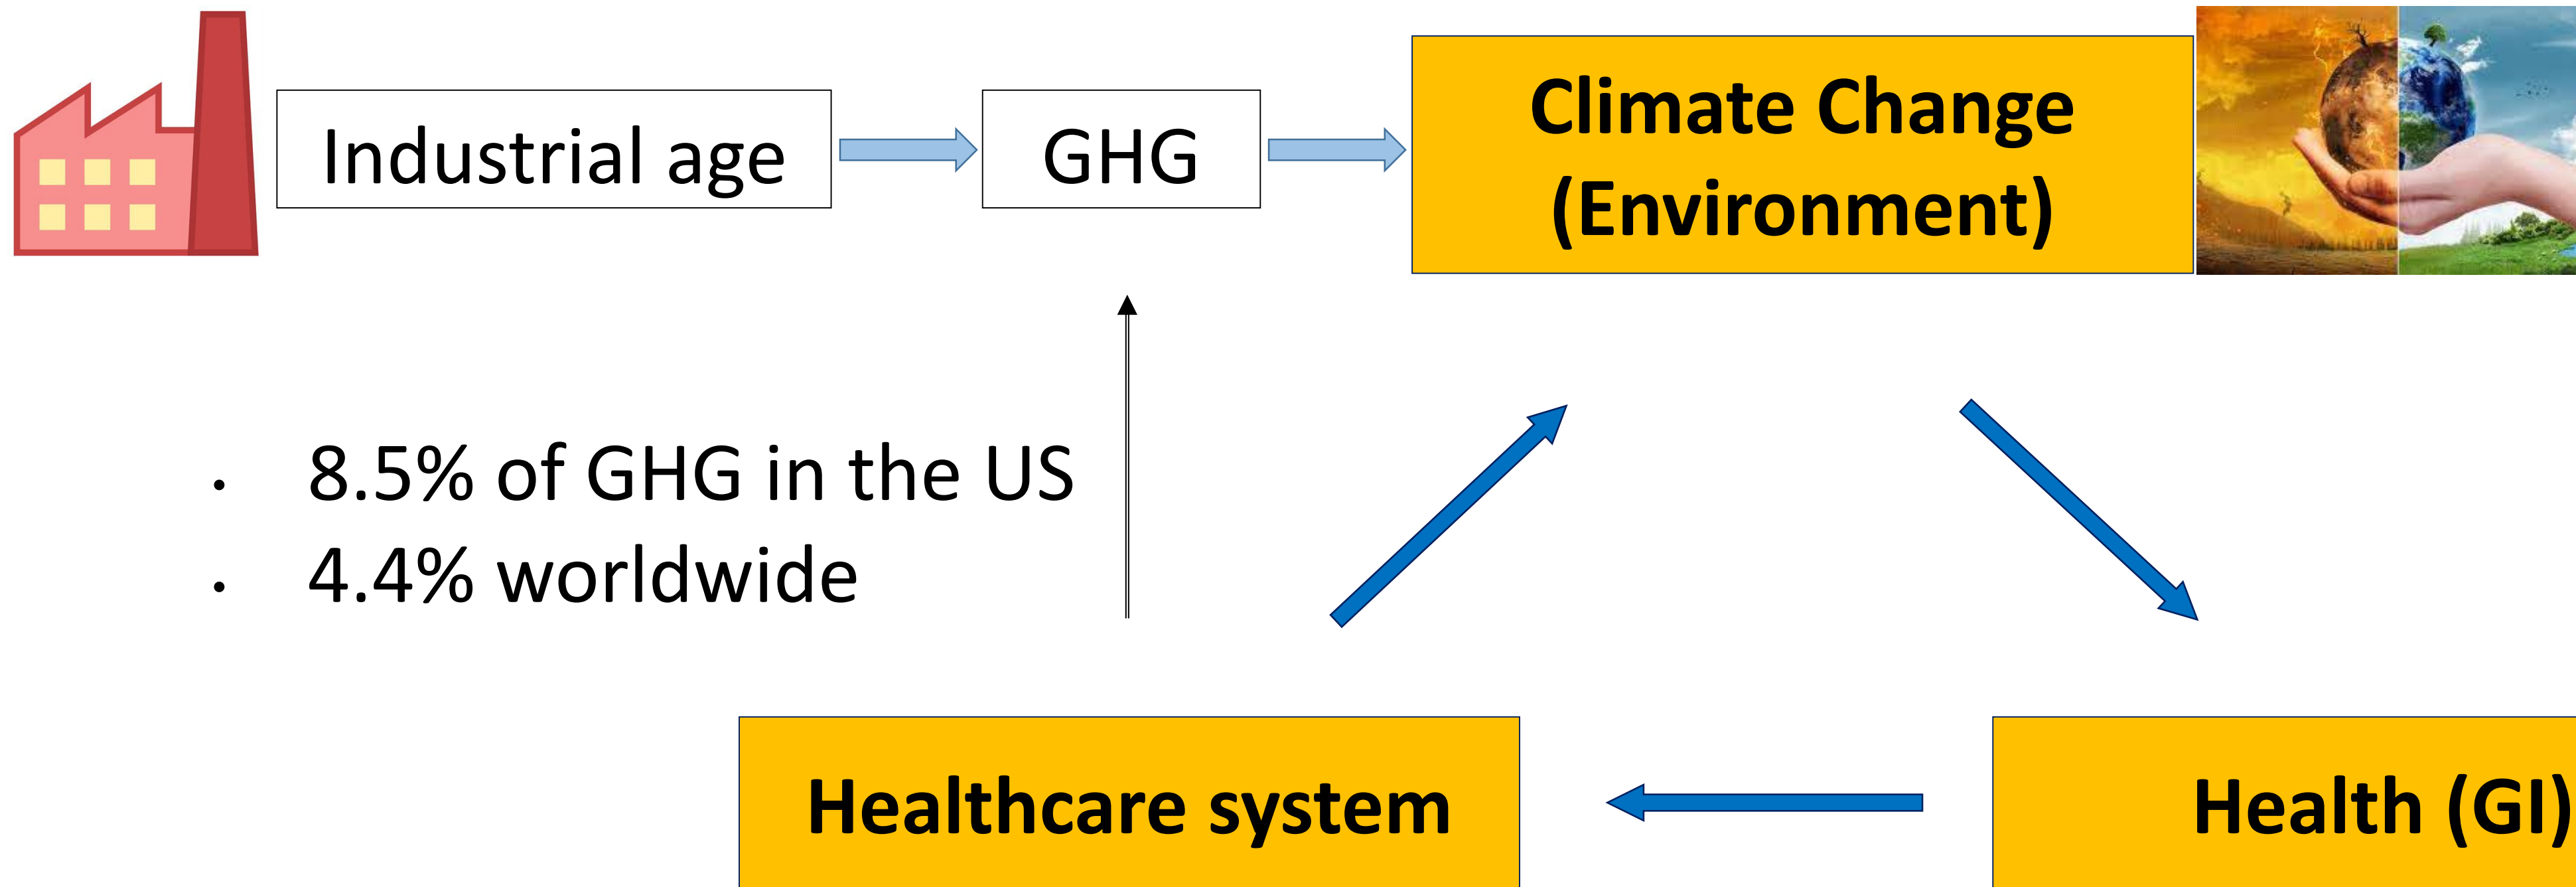 Industrial age
GHG
Climate Change
(Environment)
• 8.5% of GHG in the US
• 4.4% worldwide
Healthcare system
Health (GI)